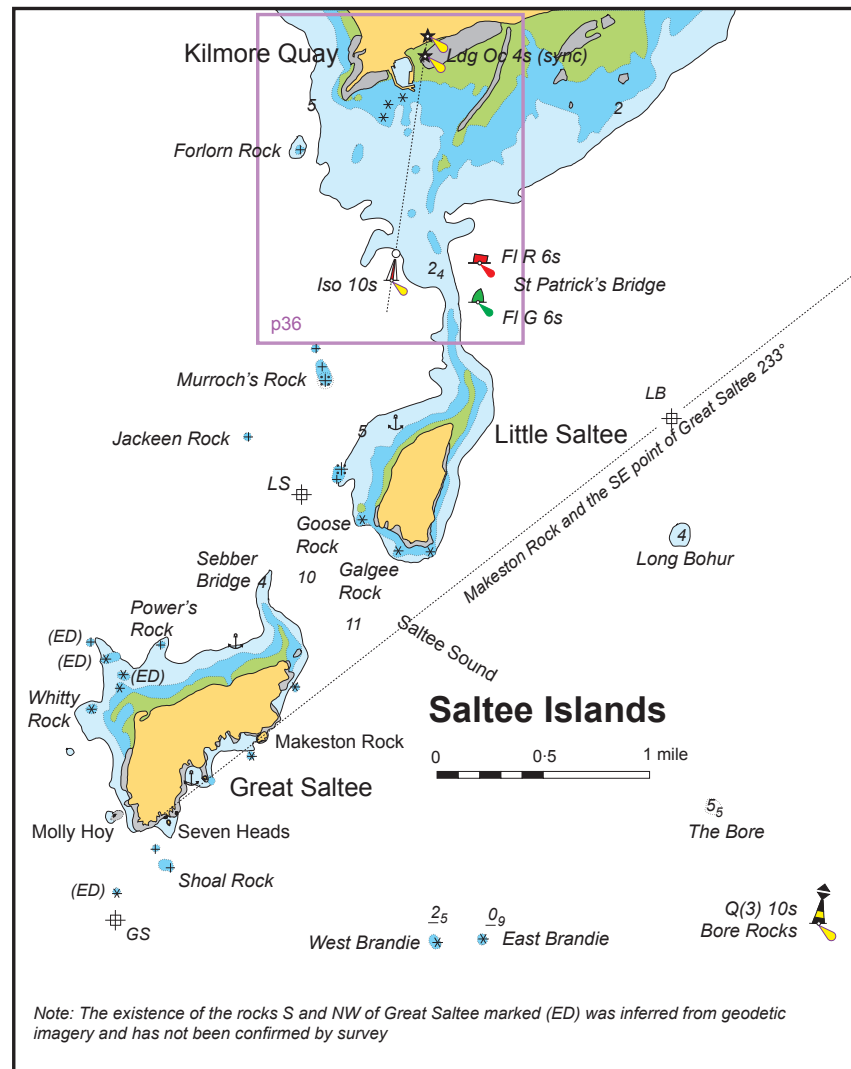 Kilmore Quay
Ldg Oc 4s (sync)
5
2
Forlorn Rock
Fl R 6s
2₄
Iso 10s
St Patrick's Bridge
Fl G 6s
p36
Murroch's Rock
LB
Makeston Rock and the SE point of Great Saltee 233°
5
Little Saltee
Jackeen Rock
LS
Goose
Rock
4
Long Bohur
Sebber
Bridge 4
10
Galgee
Rock
Power's
Rock
11
Saltee Sound
(ED)
(ED)
(ED)
Whitty
Rock
Saltee Islands
Makeston Rock
0
0·5
1 mile
Great Saltee
5₅
The Bore
Molly Hoy
Seven Heads
Shoal Rock
(ED)
GS
2₅
0₉
West Brandie
East Brandie
Q(3) 10s
Bore Rocks
Note: The existence of the rocks S and NW of Great Saltee marked (ED) was inferred from geodetic
imagery and has not been confirmed by survey